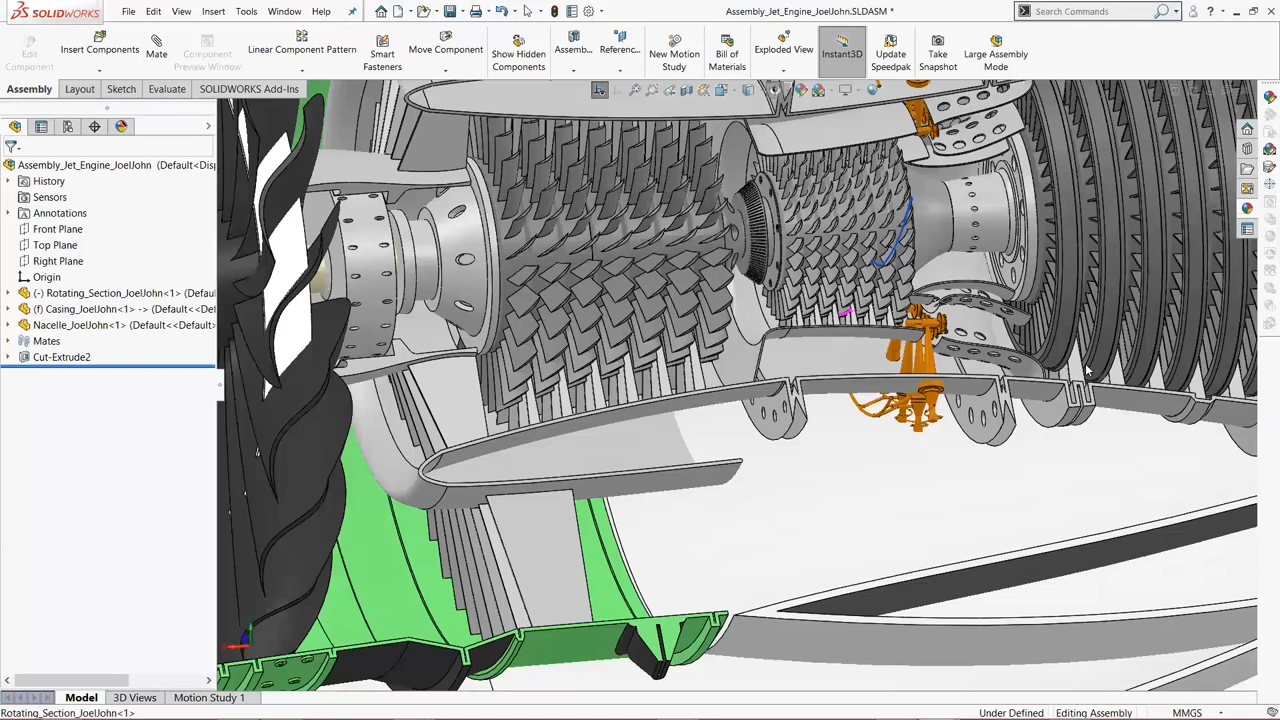 SOLIDWORKS
File
Edit
View
Insert
Tools
Window
Help
Assembly_Jet_Engine_JoelJohn.SLDASM *
Search Commands
Edit Component
Insert Components
Mate
Component Preview Window
Linear Component Pattern
Smart Fasteners
Move Component
Show Hidden Components
Assemb...
Referenc...
New Motion Study
Bill of Materials
Exploded View
Instant3D
Update Speedpak
Take Snapshot
Large Assembly Mode
Assembly
Layout
Sketch
Evaluate
SOLIDWORKS Add-Ins
Assembly_Jet_Engine_JoelJohn (Default<Disp
History
Sensors
Annotations
Front Plane
Top Plane
Right Plane
Origin
(-) Rotating_Section_JoelJohn<1> (Defau
(f) Casing_JoelJohn<1> -> (Default<<Def
Nacelle_JoelJohn<1> (Default<<Default
Mates
Cut-Extrude2
Model
3D Views
Motion Study 1
Rotating_Section_JoelJohn<1>
Under Defined
Editing Assembly
MMGS